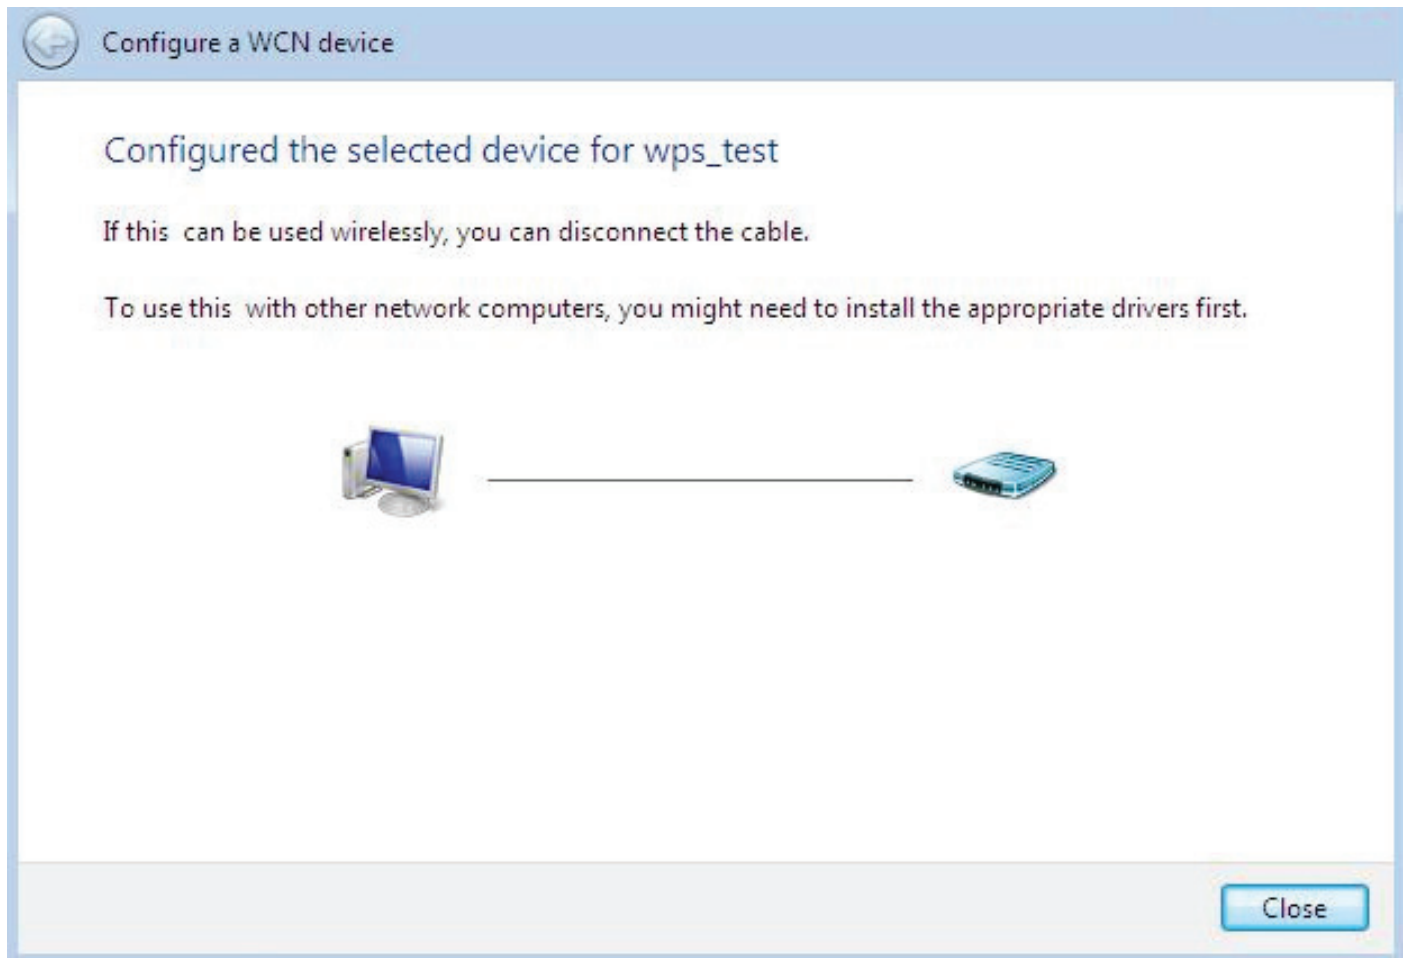 Configure a WCN device
Configured the selected device for wps_test
If this can be used wirelessly, you can disconnect the cable.
To use this with other network computers, you might need to install the appropriate drivers first.
Close